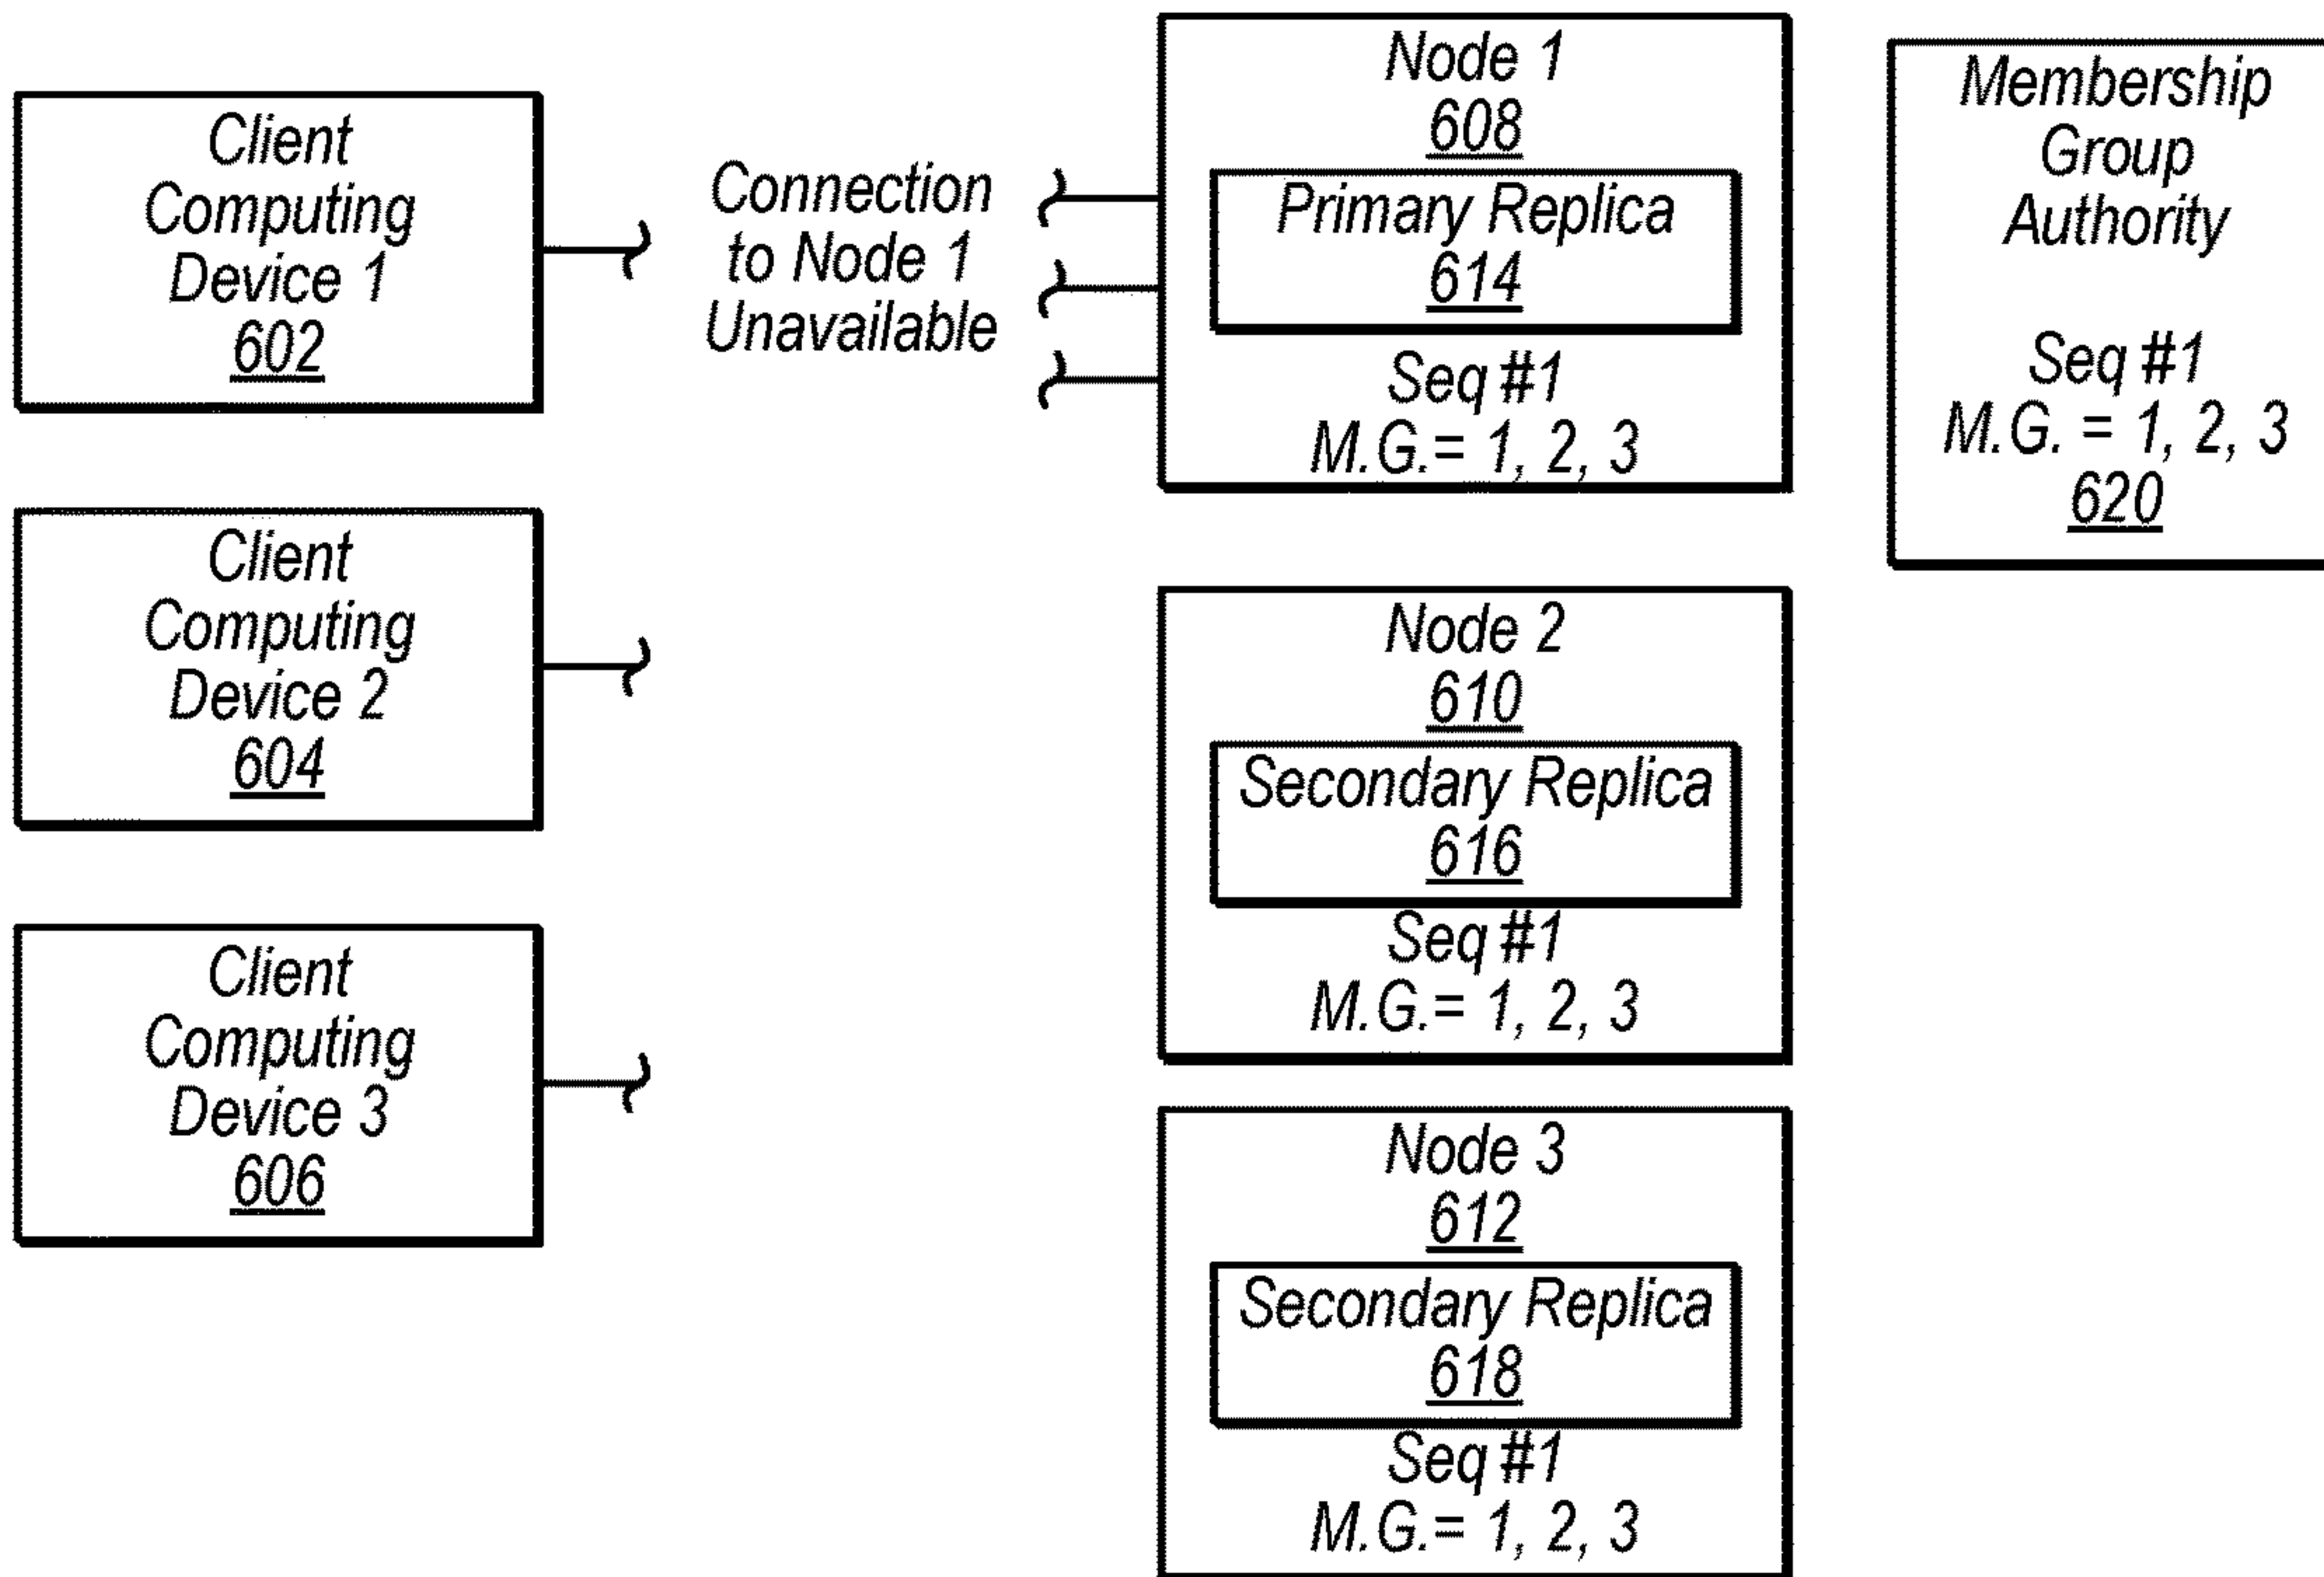 Client
Computing
Device 1
602
Connection
to Node 1
Unavailable
Node 1
608
Primary Replica
614
Seq #1
M.G.= 1, 2, 3
Membership
Group
Authority
Seq #1
M.G. = 1, 2, 3
620
Client
Computing
Device 2
604
Node 2
610
Secondary Replica
616
Seq #1
M.G.= 1, 2, 3
Client
Computing
Device 3
606
Node 3
612
Secondary Replica
618
Seq #1
M.G.= 1, 2, 3